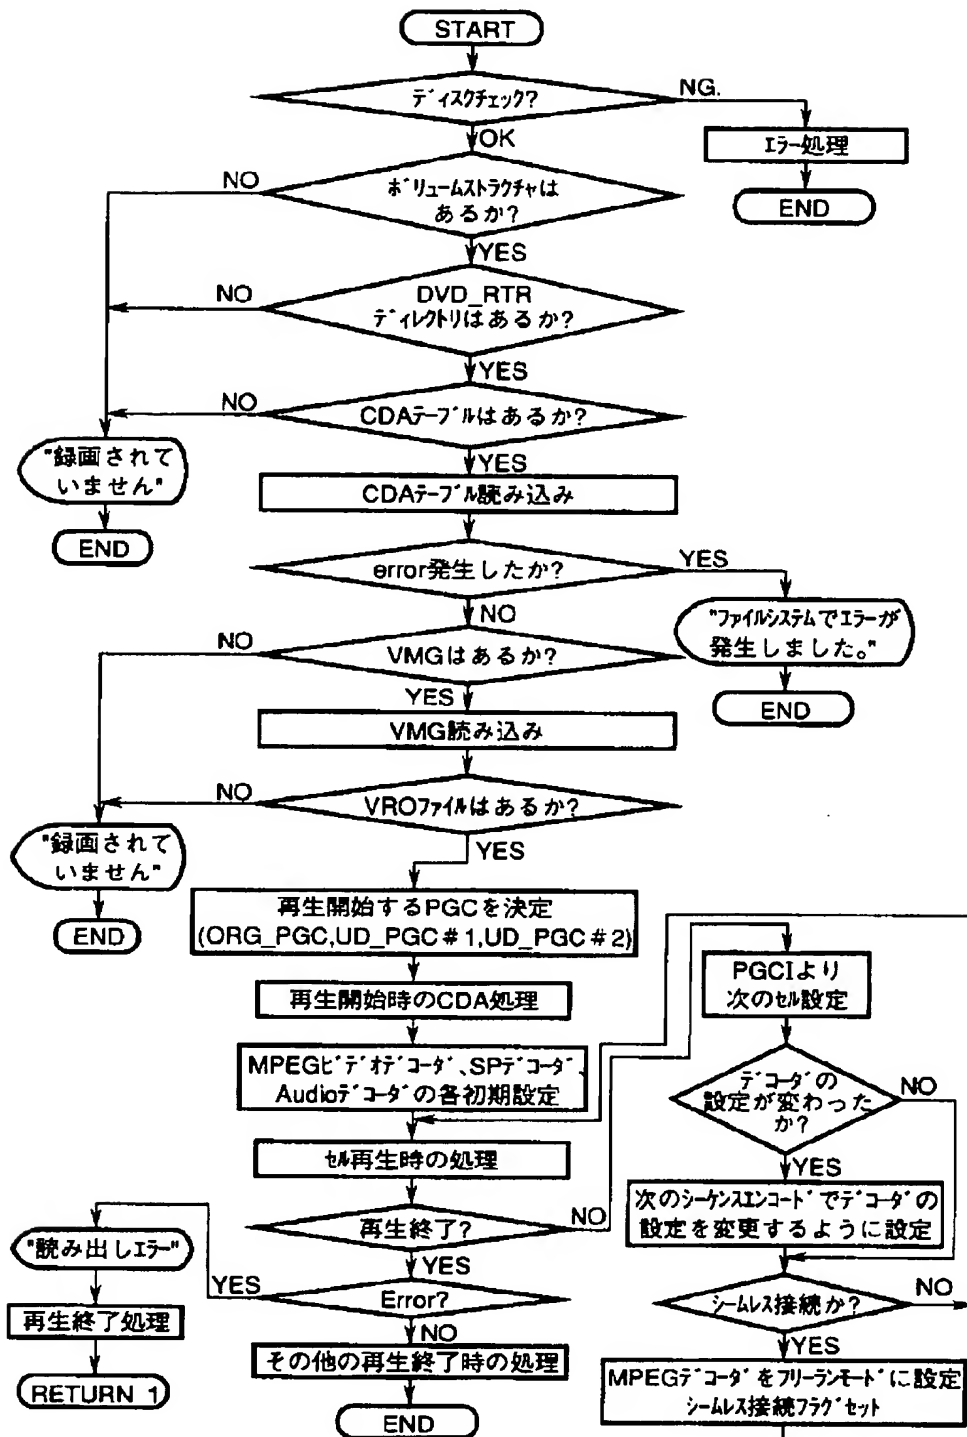 START
ディスクチェック?
NG.
OK
エラー処理
END
ボリュームストラクチャは
あるか?
NO
YES
DVD_RTR
ディレクトリはあるか?
NO
YES
CDAテーブルはあるか?
NO
YES
"録画されて
いません"
END
CDAテーブル読み込み
error発生したか?
YES
NO
"ファイルシステムでエラーが
発生しました。"
END
VMGはあるか?
NO
YES
VMG読み込み
VROファイルはあるか?
NO
YES
"録画されて
いません"
END
再生開始するPGCを決定
(ORG_PGC,UD_PGC#1,UD_PGC#2)
再生開始時のCDA処理
MPEGビデオデコーダ、SPデコーダ、
Audioデコーダの各初期設定
セル再生時の処理
再生終了?
NO
YES
Error?
YES
NO
"読み出しエラー"
再生終了処理
RETURN 1
その他の再生終了時の処理
END
PGCIより
次のセル設定
デコーダの
設定が変わった
か?
NO
YES
次のシーケンスエンコードでデコーダの
設定を変更するように設定
シームレス接続か?
NO
YES
MPEGデコーダをフリーランモードに設定
シームレス接続フラグセット